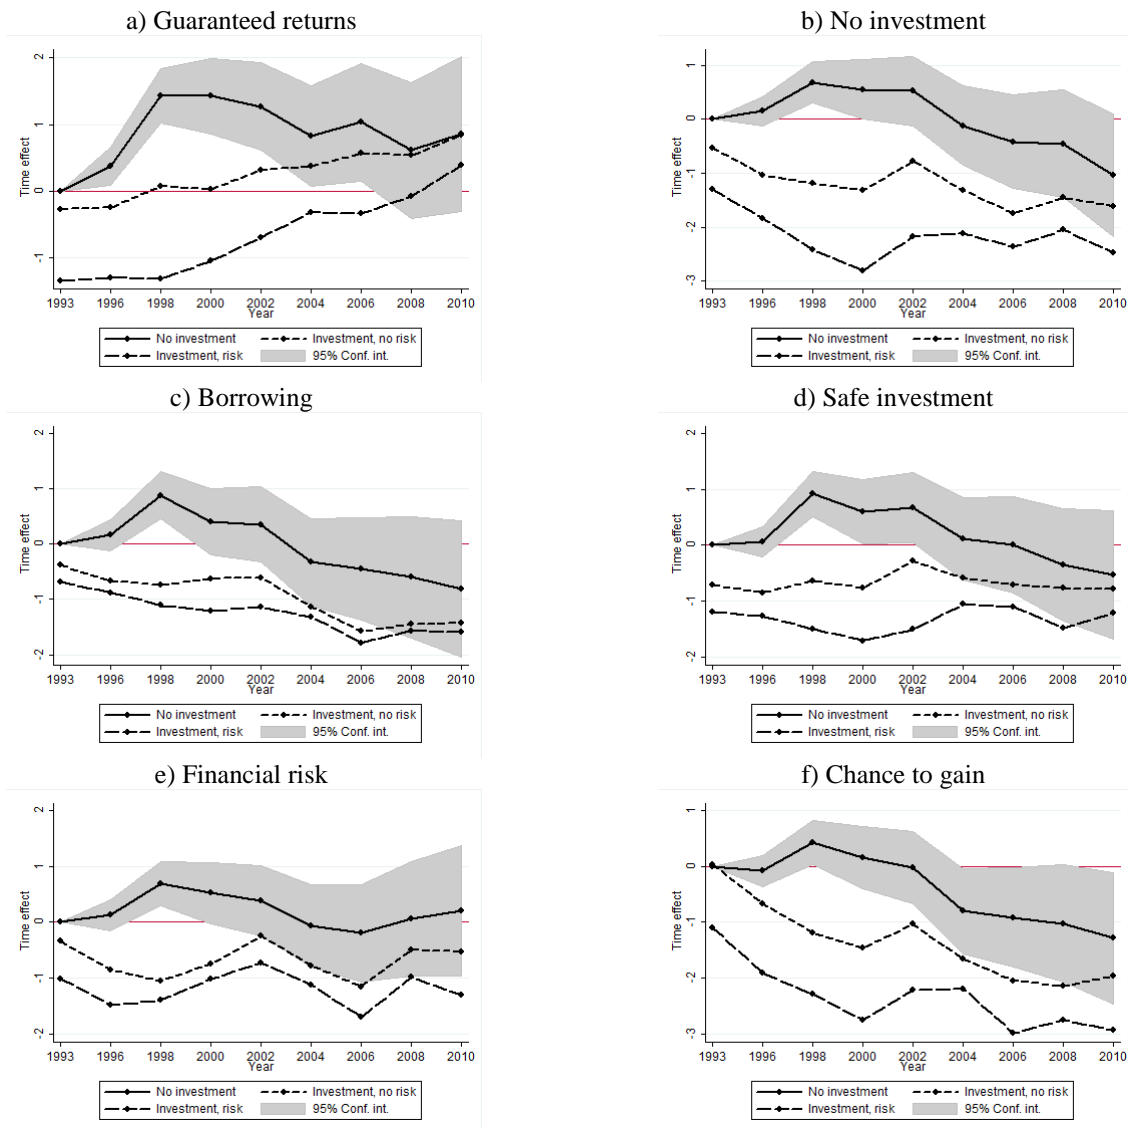 a) Guaranteed returns
2
1
0
-1
Time effect
1993 1996 1998 2000 2002 2004 2006 2008 2010
Year
No investment Investment, no risk
Investment, risk 95% Conf. int.
b) No investment
1
0
-1
-2
-3
Time effect
1993 1996 1998 2000 2002 2004 2006 2008 2010
Year
No investment Investment, no risk
Investment, risk 95% Conf. int.
c) Borrowing
2
1
0
-1
-2
Time effect
1993 1996 1998 2000 2002 2004 2006 2008 2010
Year
No investment Investment, no risk
Investment, risk 95% Conf. int.
d) Safe investment
2
1
0
-1
-2
Time effect
1993 1996 1998 2000 2002 2004 2006 2008 2010
Year
No investment Investment, no risk
Investment, risk 95% Conf. int.
e) Financial risk
2
1
0
-1
-2
Time effect
1993 1996 1998 2000 2002 2004 2006 2008 2010
Year
No investment Investment, no risk
Investment, risk 95% Conf. int.
f) Chance to gain
1
0
-1
-2
-3
Time effect
1993 1996 1998 2000 2002 2004 2006 2008 2010
Year
No investment Investment, no risk
Investment, risk 95% Conf. int.